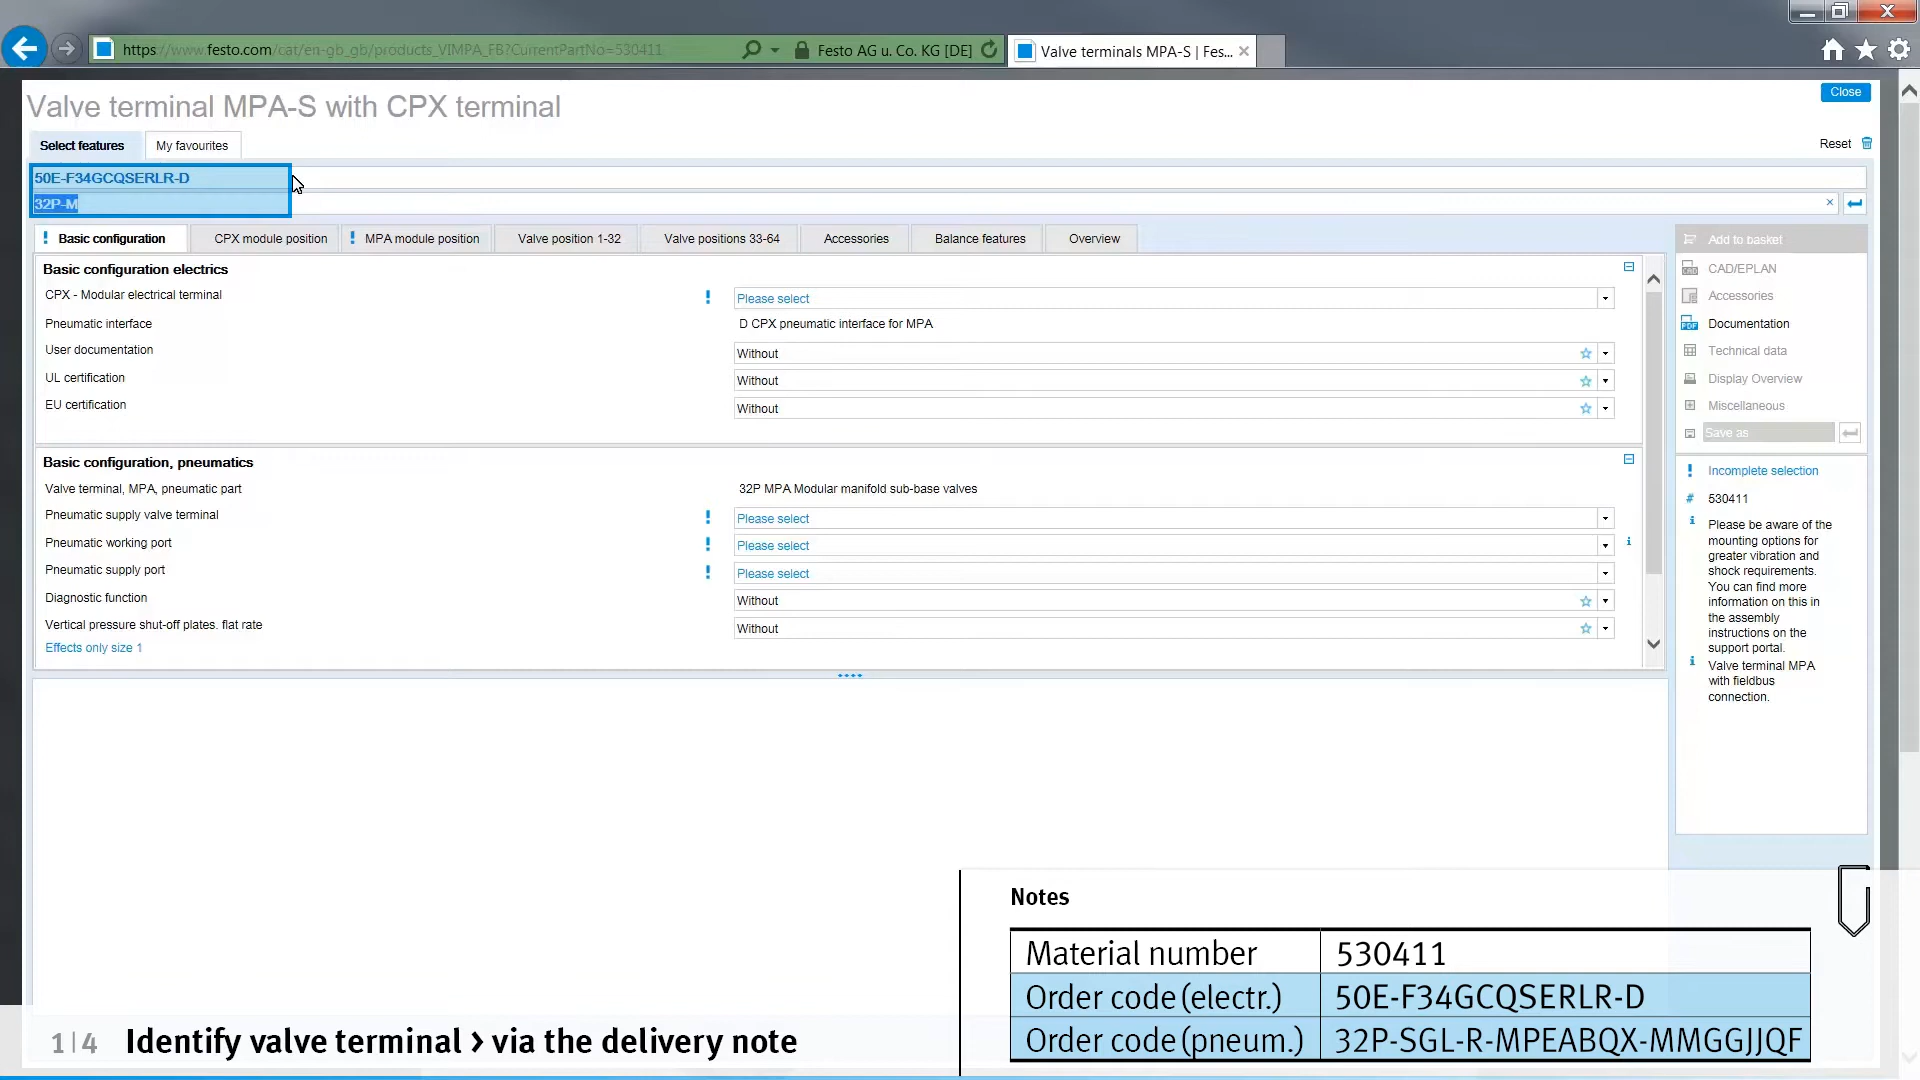 https://www.festo.com/cat/en-gb_gb/products_VIMPA_FB?CurrentPartNo=530411
Festo AG u. Co. KG [DE]
Valve terminals MPA-S | Fes...
Valve terminal MPA-S with CPX terminal
Close
Select features
My favourites
Reset
50E-F34GCQSERLR-D
32P-M
Basic configuration
CPX module position
MPA module position
Valve position 1-32
Valve positions 33-64
Accessories
Balance features
Overview
Basic configuration electrics
CPX - Modular electrical terminal
Please select
Pneumatic interface
D CPX pneumatic interface for MPA
User documentation
Without
UL certification
Without
EU certification
Without
Basic configuration, pneumatics
Valve terminal, MPA, pneumatic part
32P MPA Modular manifold sub-base valves
Pneumatic supply valve terminal
Please select
Pneumatic working port
Please select
Pneumatic supply port
Please select
Diagnostic function
Without
Vertical pressure shut-off plates. flat rate
Without
Effects only size 1
Add to basket
CAD/EPLAN
Accessories
Documentation
Technical data
Display Overview
Miscellaneous
Save as
Incomplete selection
# 530411
Please be aware of the
mounting options for
greater vibration and
shock requirements.
You can find more
information on this in
the assembly
instructions on the
support portal.
Valve terminal MPA
with fieldbus
connection.
Notes
Material number 530411
Order code (electr.) 50E-F34GCQSERLR-D
Order code (pneum.) 32P-SGL-R-MPEABQX-MMGGJJQF
1|4 Identify valve terminal > via the delivery note